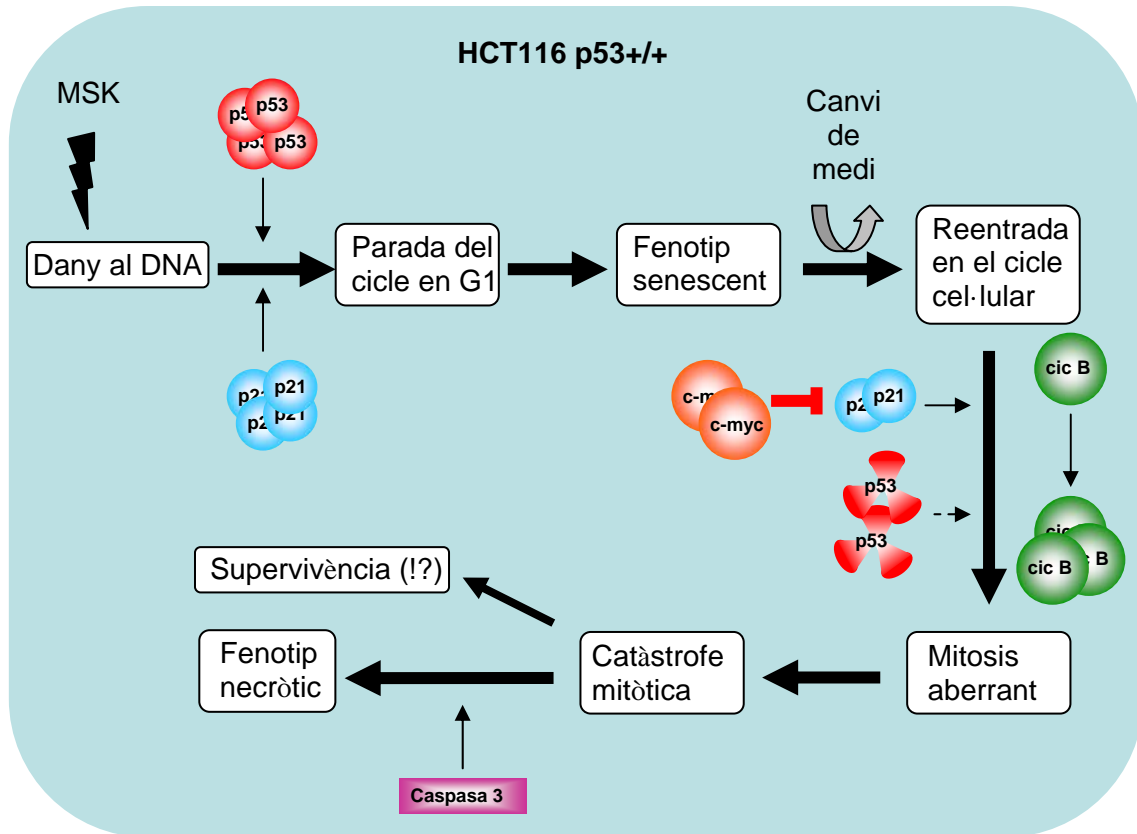 HCT116 p53+/+
MSK
p53
p53
p53
Canvi
de
medi
Dany al DNA
Parada del
cicle en G1
Fenotip
senescent
Reentrada
en el cicle
cel·lular
p21
p21
c-myc
p21
cic B
p53
p53
cic B
B
Supervivència (!?)
Fenotip
necròtic
Catàstrofe
mitòtica
Mitosis
aberrant
Caspasa 3